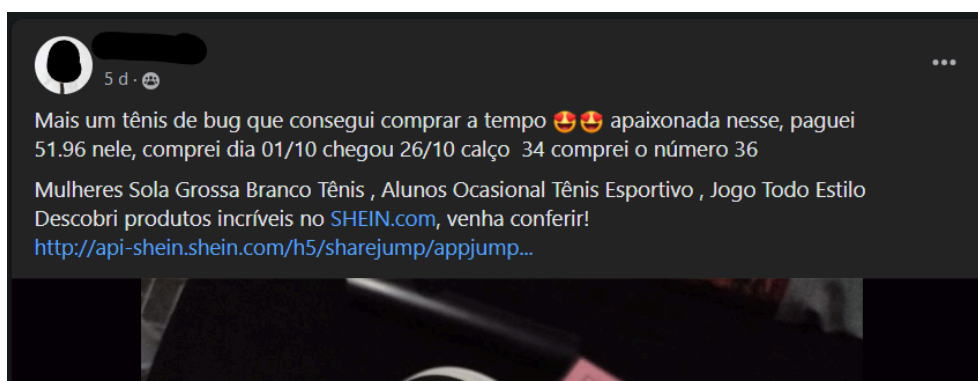 5 d ·
Mais um tênis de bug que consegui comprar a tempo 🤩🤩 apaixonada nesse, paguei
51.96 nele, comprei dia 01/10 chegou 26/10 calço 34 comprei o número 36
Mulheres Sola Grossa Branco Tênis , Alunos Ocasional Tênis Esportivo , Jogo Todo Estilo
Descobri produtos incríveis no SHEIN.com, venha conferir!
http://api-shein.shein.com/h5/sharejump/appjump...